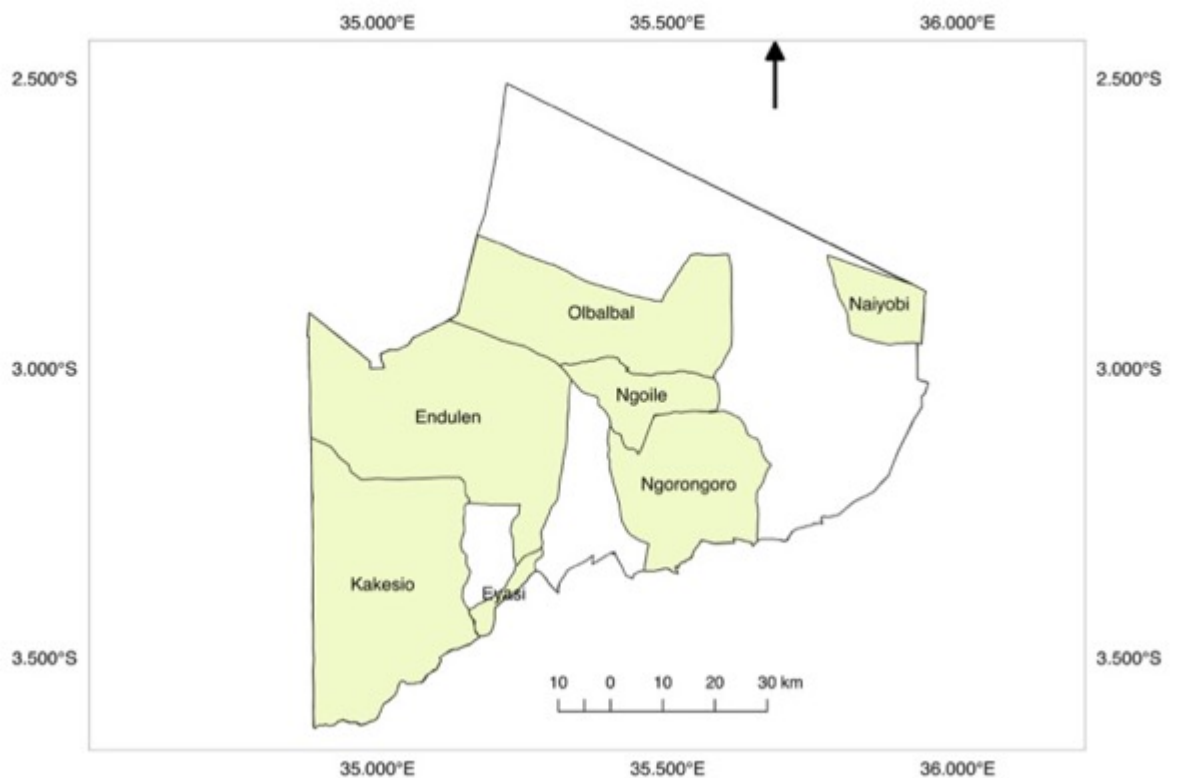 35.000°E 35.500°E 36.000°E
2.500°S 2.500°S
Naiyobi
Olbalbal
3.000°S 3.000°S
Ngoile
Endulen
Ngorongoro
Kakesio
Eyasi
3.500°S 3.500°S
10 0 10 20 30 km
35.000°E 35.500°E 36.000°E